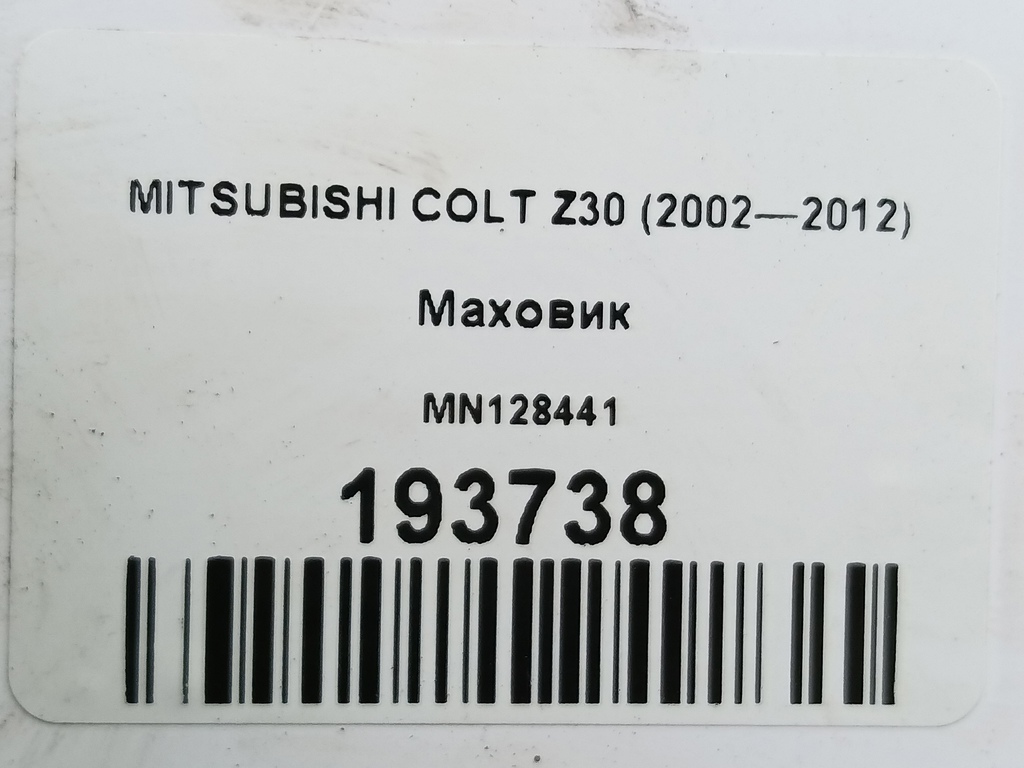 MITSUBISHI COLT Z30 (2002—2012)
Маховик
MN128441
193738